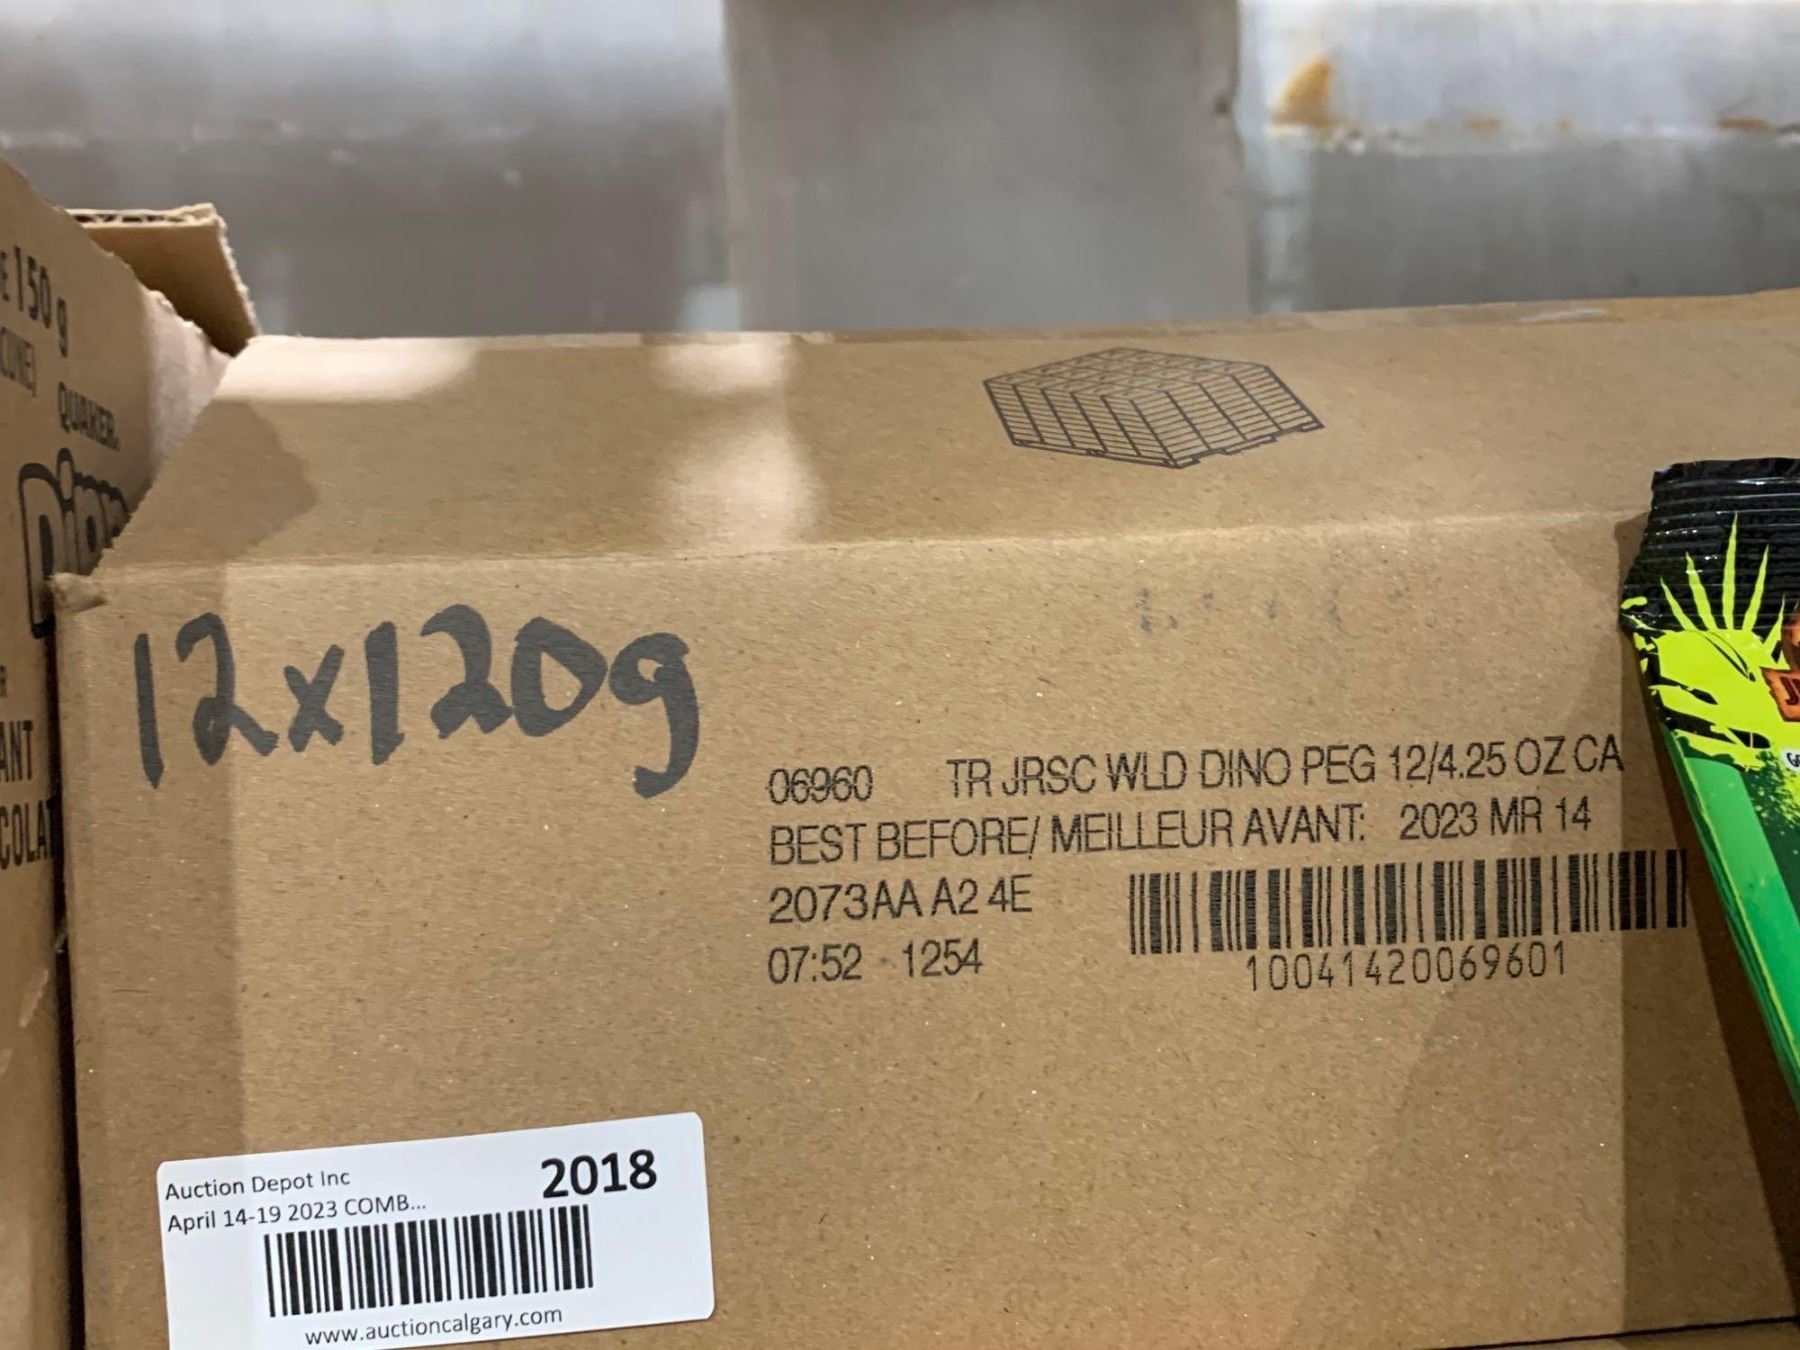 E 150 g
QUAKER
12x120g
06960 TR JRSC WLD DINO PEG 12/4.25 OZ CA
BEST BEFORE/ MEILLEUR AVANT: 2023 MR 14
2073AA A2 4E
07:52 1254
10041420069601
Auction Depot Inc 2018
April 14-19 2023 COMB...
www.auctioncalgary.com